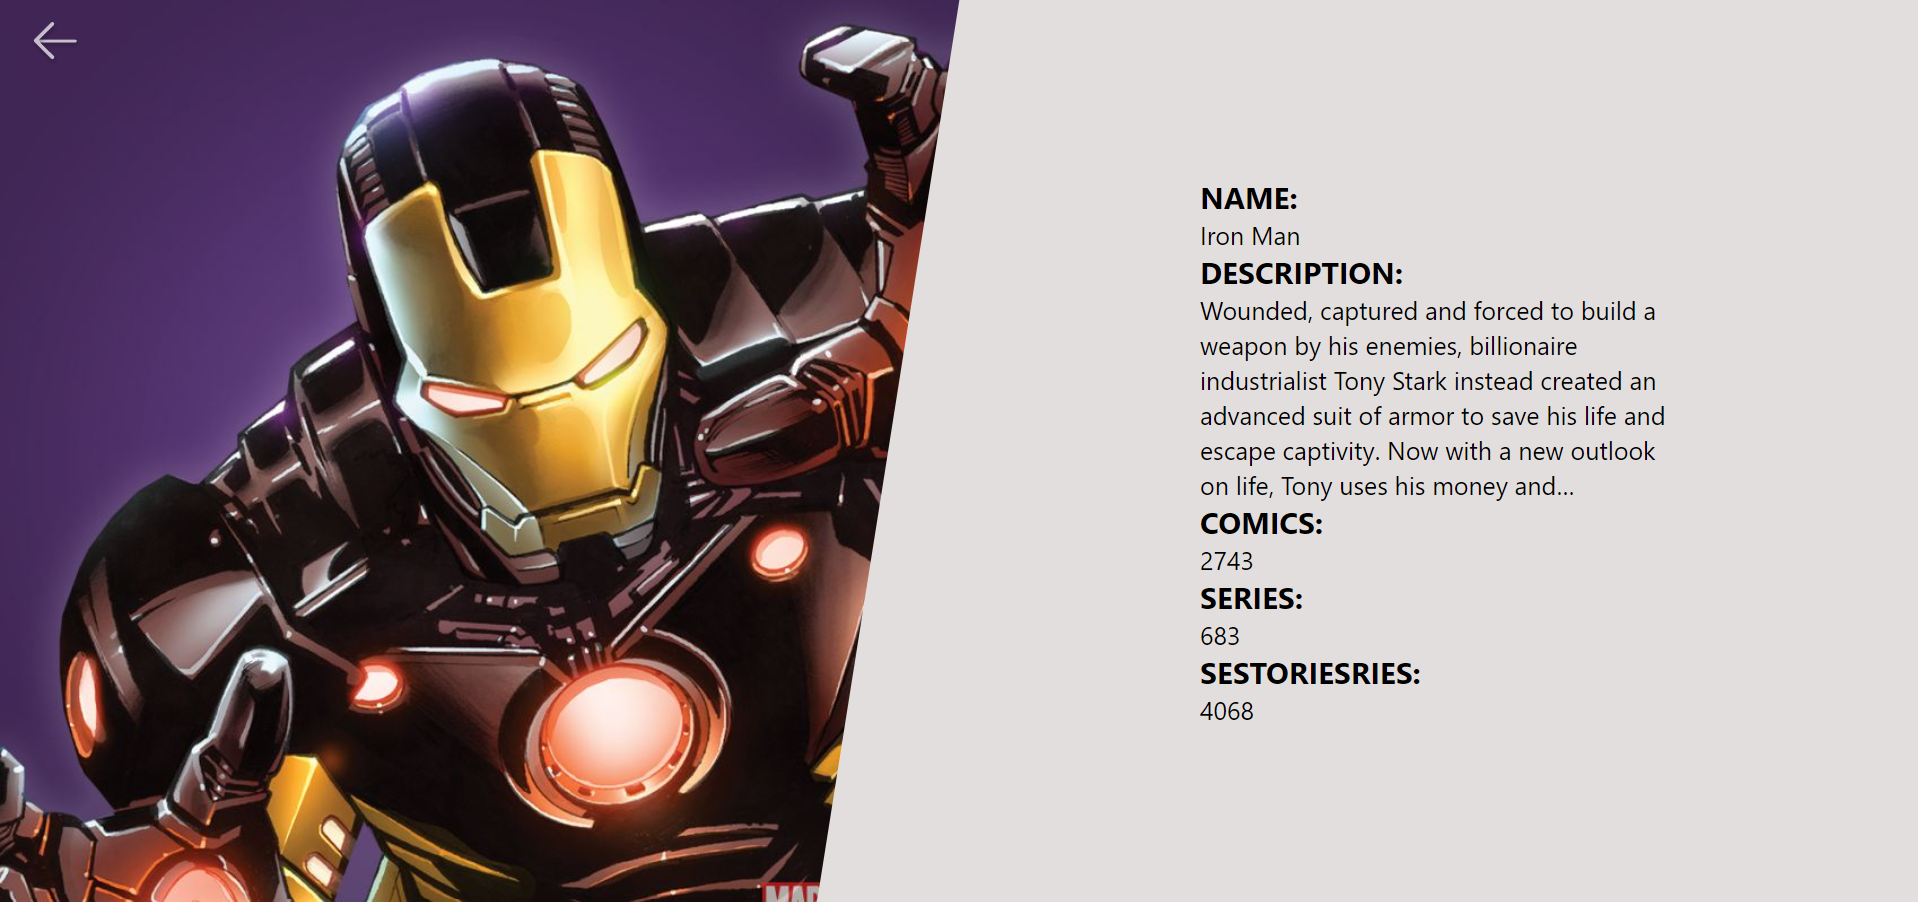 NAME:
Iron Man
DESCRIPTION:
Wounded, captured and forced to build a
weapon by his enemies, billionaire
industrialist Tony Stark instead created an
advanced suit of armor to save his life and
escape captivity. Now with a new outlook
on life, Tony uses his money and...
COMICS:
2743
SERIES:
683
SESTORIESRIES:
4068